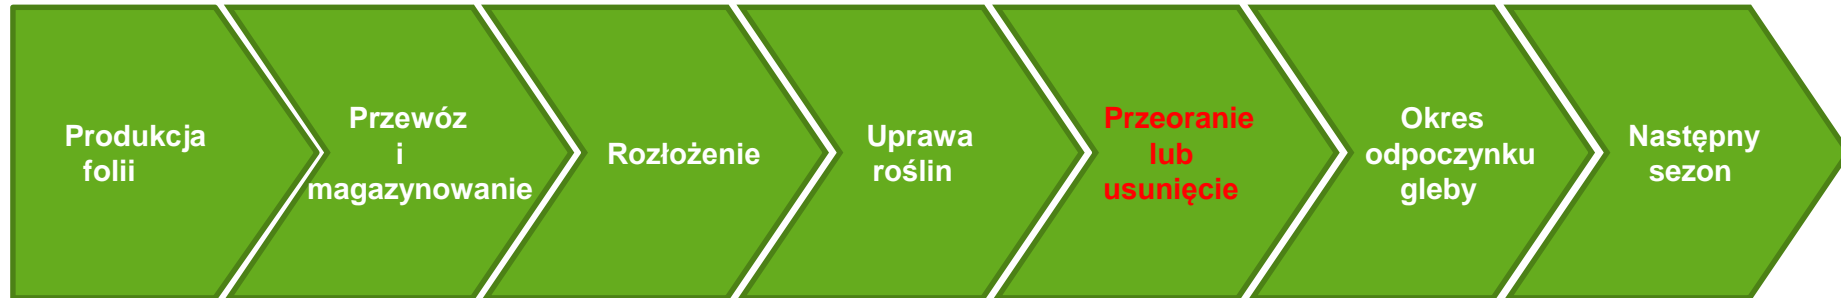 Produkcja
folii
Przewóz
i
magazynowanie
Rozłożenie
Uprawa
roślin
Przeoranie
lub
usunięcie
Okres
odpoczynku
gleby
Następny
sezon